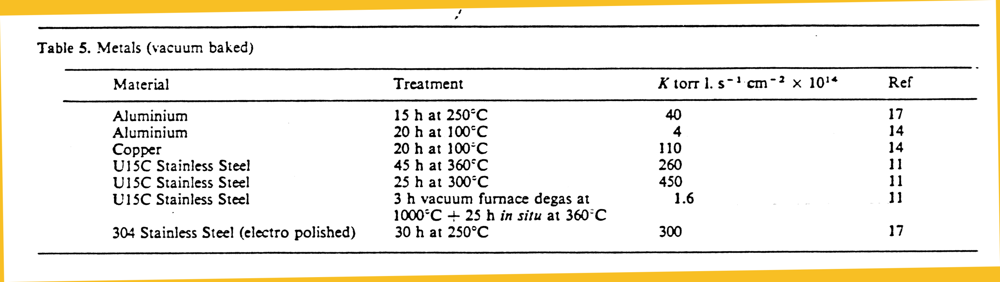 Table 5. Metals (vacuum baked)
Material Treatment K torr l. s⁻¹ cm⁻² × 10¹⁴ Ref
Aluminium 15 h at 250°C 40 17
Aluminium 20 h at 100°C 4 14
Copper 20 h at 100°C 110 14
U15C Stainless Steel 45 h at 360°C 260 11
U15C Stainless Steel 25 h at 300°C 450 11
U15C Stainless Steel 3 h vacuum furnace degas at 1.6 11
1000°C + 25 h in situ at 360°C
304 Stainless Steel (electro polished) 30 h at 250°C 300 17